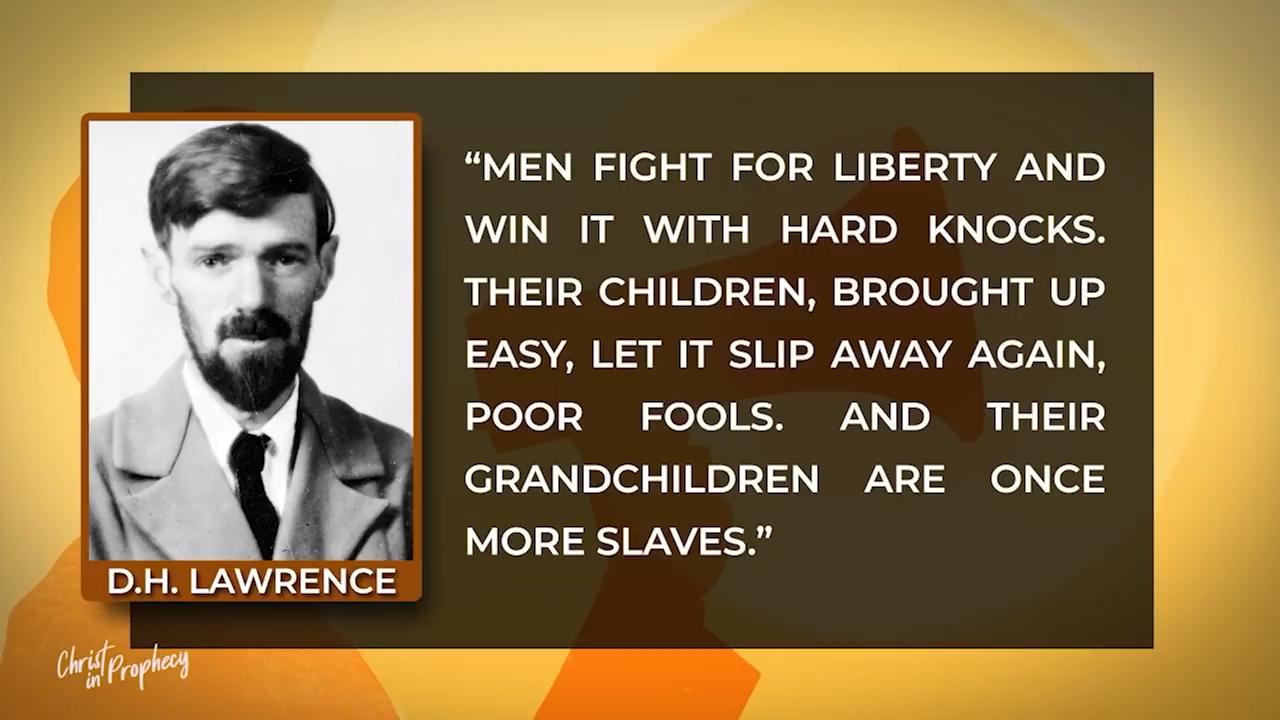 “MEN FIGHT FOR LIBERTY AND
WIN IT WITH HARD KNOCKS.
THEIR CHILDREN, BROUGHT UP
EASY, LET IT SLIP AWAY AGAIN,
POOR FOOLS. AND THEIR
GRANDCHILDREN ARE ONCE
MORE SLAVES.”
D.H. LAWRENCE
Christ
in Prophecy